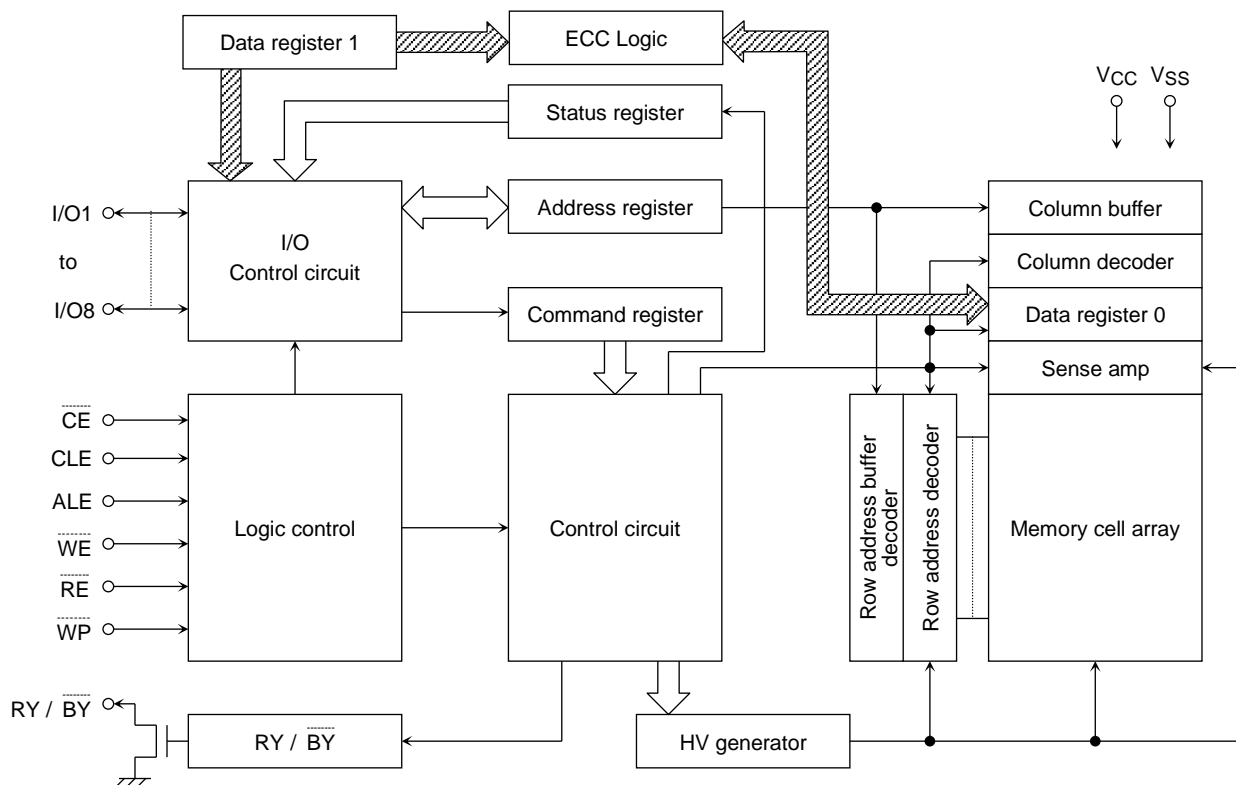 Data register 1
ECC Logic
VCC
VSS
Status register
I/O1
to
I/O8
I/O
Control circuit
Address register
Column buffer
Column decoder
Command register
Data register 0
Sense amp
CE
CLE
ALE
WE
RE
WP
Logic control
Control circuit
Row address buffer
decoder
Row address decoder
Memory cell array
RY / BY
RY / BY
HV generator